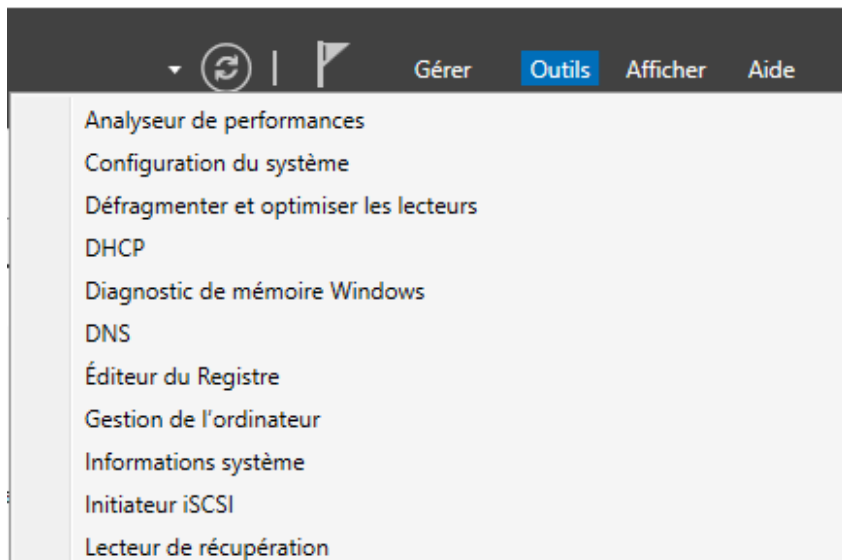 Gérer Outils Afficher Aide
Analyseur de performances
Configuration du système
Défragmenter et optimiser les lecteurs
DHCP
Diagnostic de mémoire Windows
DNS
Éditeur du Registre
Gestion de l'ordinateur
Informations système
Initiateur iSCSI
Lecteur de récupération